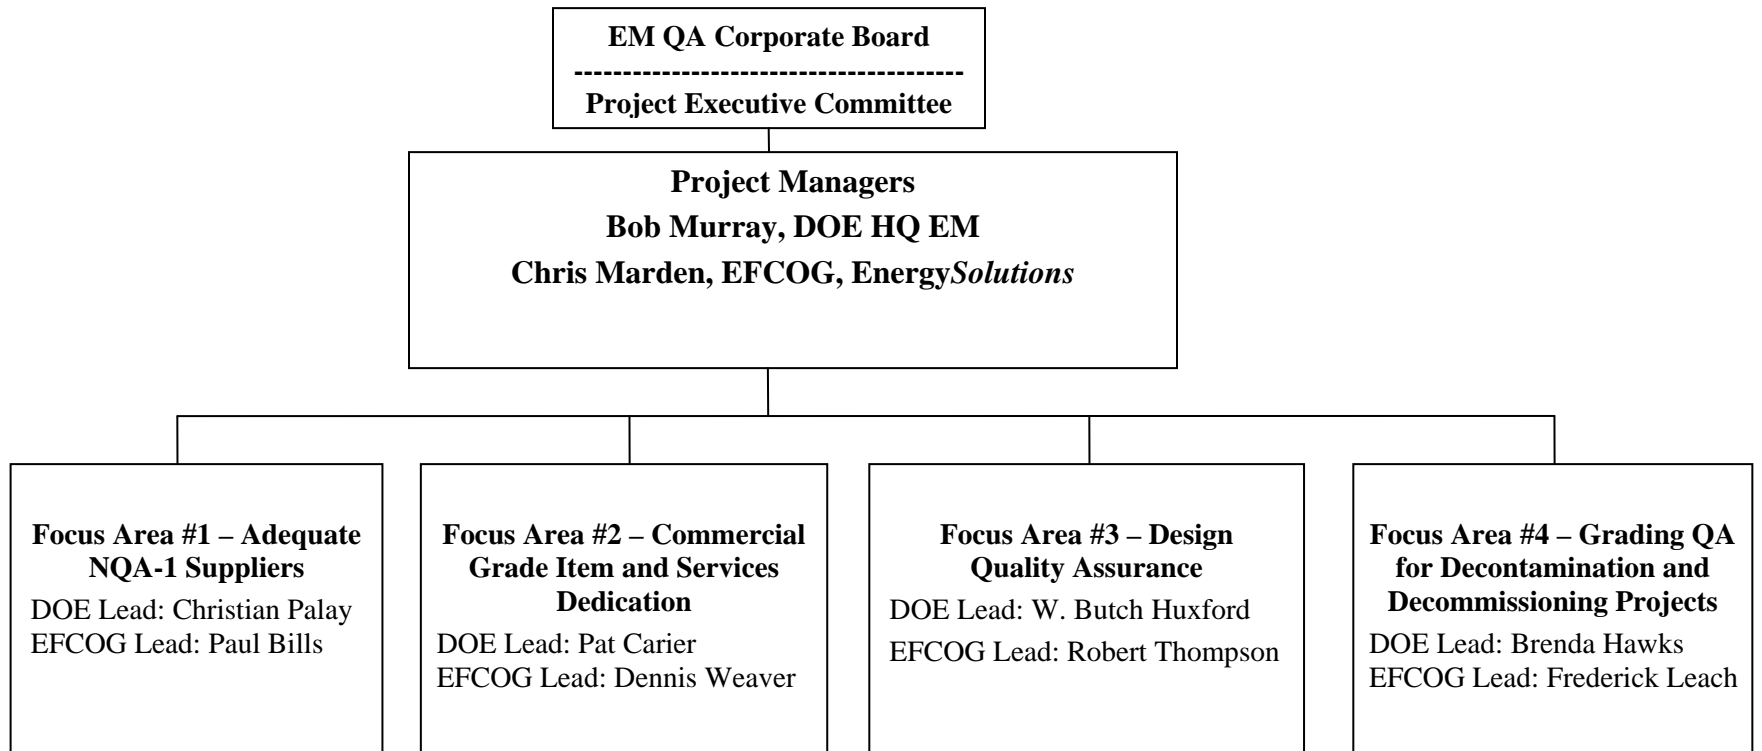 EM QA Corporate Board
----------------------------------------
Project Executive Committee
Project Managers
Bob Murray, DOE HQ EM
Chris Marden, EFCOG, EnergySolutions
Focus Area #1 – Adequate
NQA-1 Suppliers
DOE Lead: Christian Palay
EFCOG Lead: Paul Bills
Focus Area #2 – Commercial
Grade Item and Services
Dedication
DOE Lead: Pat Carier
EFCOG Lead: Dennis Weaver
Focus Area #3 – Design
Quality Assurance
DOE Lead: W. Butch Huxford
EFCOG Lead: Robert Thompson
Focus Area #4 – Grading QA
for Decontamination and
Decommissioning Projects
DOE Lead: Brenda Hawks
EFCOG Lead: Frederick Leach